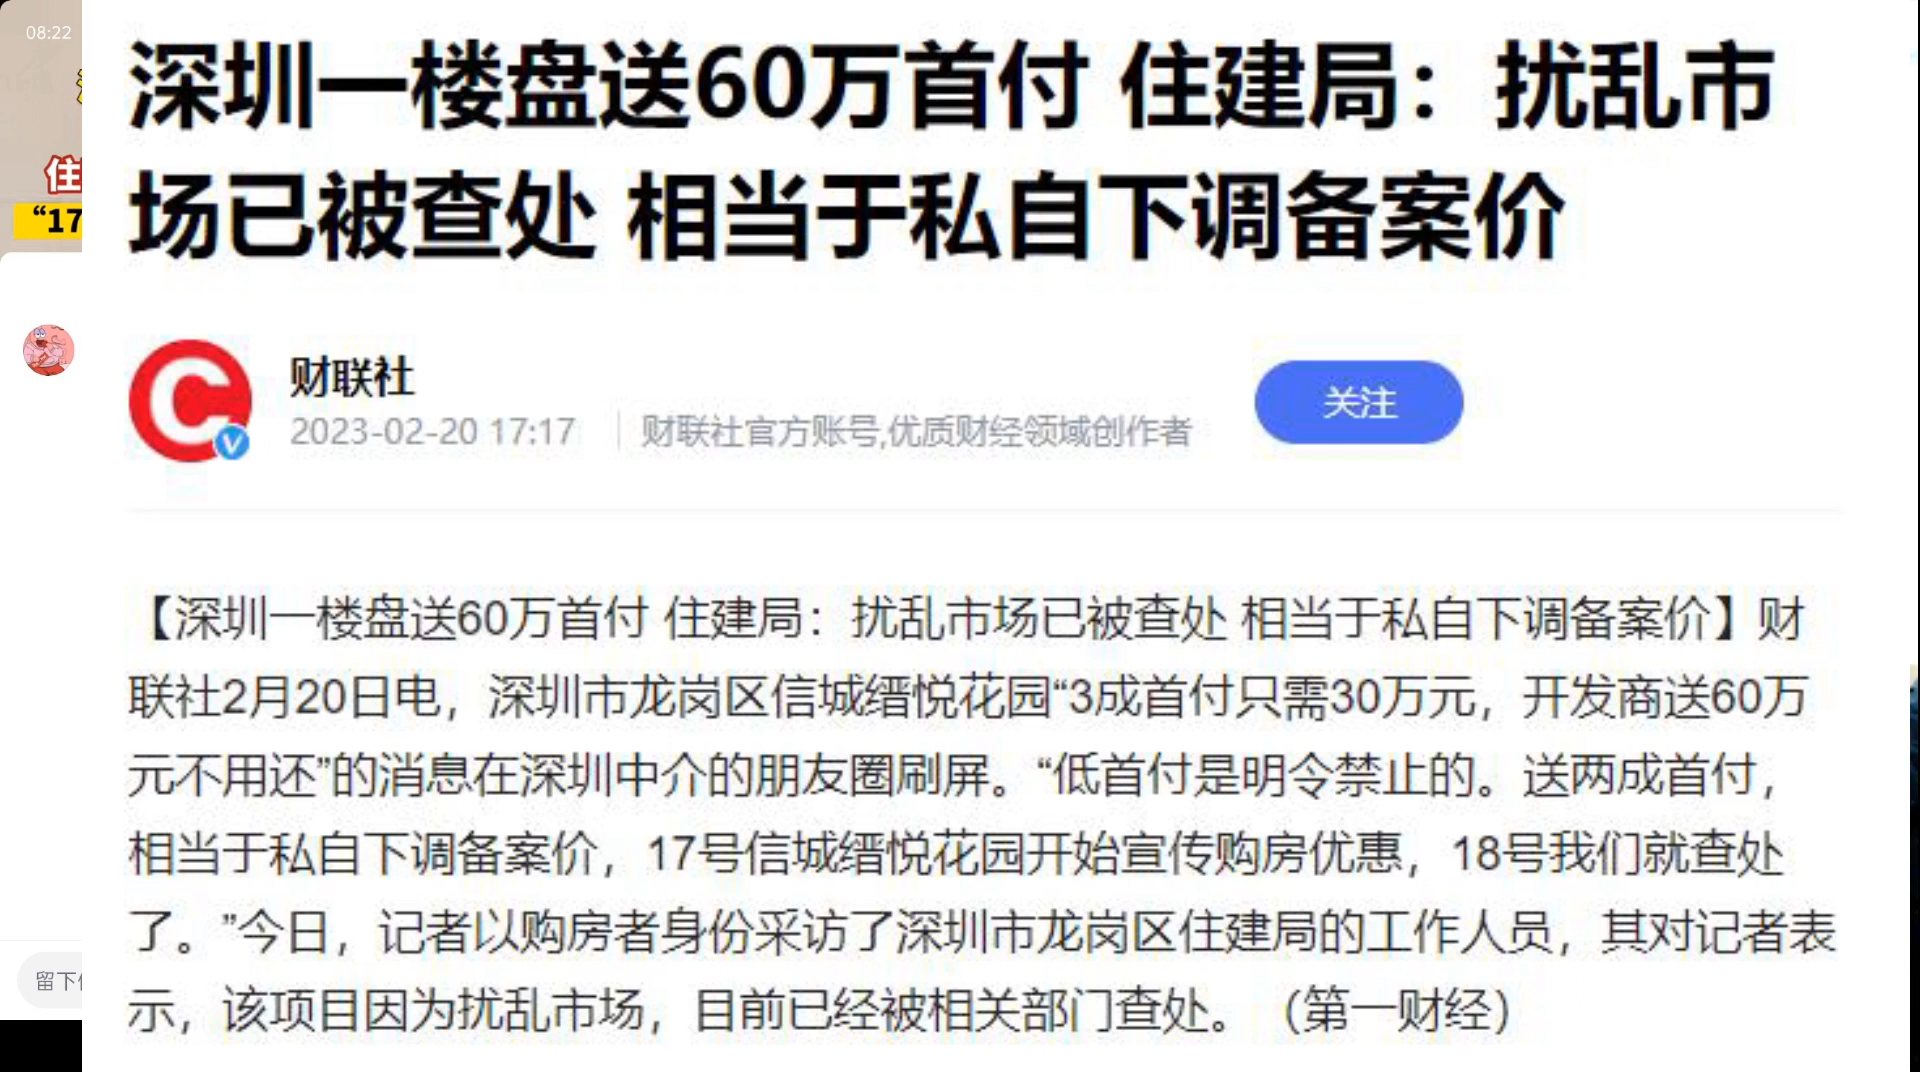 08:22
住
“17
深圳一楼盘送60万首付 住建局：扰乱市
场已被查处 相当于私自下调备案价
财联社
2023-02-20 17:17
财联社官方账号,优质财经领域创作者
关注
【深圳一楼盘送60万首付 住建局：扰乱市场已被查处 相当于私自下调备案价】财
联社2月20日电，深圳市龙岗区信城缙悦花园“3成首付只需30万元，开发商送60万
元不用还”的消息在深圳中介的朋友圈刷屏。“低首付是明令禁止的。送两成首付，
相当于私自下调备案价，17号信城缙悦花园开始宣传购房优惠，18号我们就查处
了。”今日，记者以购房者身份采访了深圳市龙岗区住建局的工作人员，其对记者表
示，该项目因为扰乱市场，目前已经被相关部门查处。（第一财经）
留下